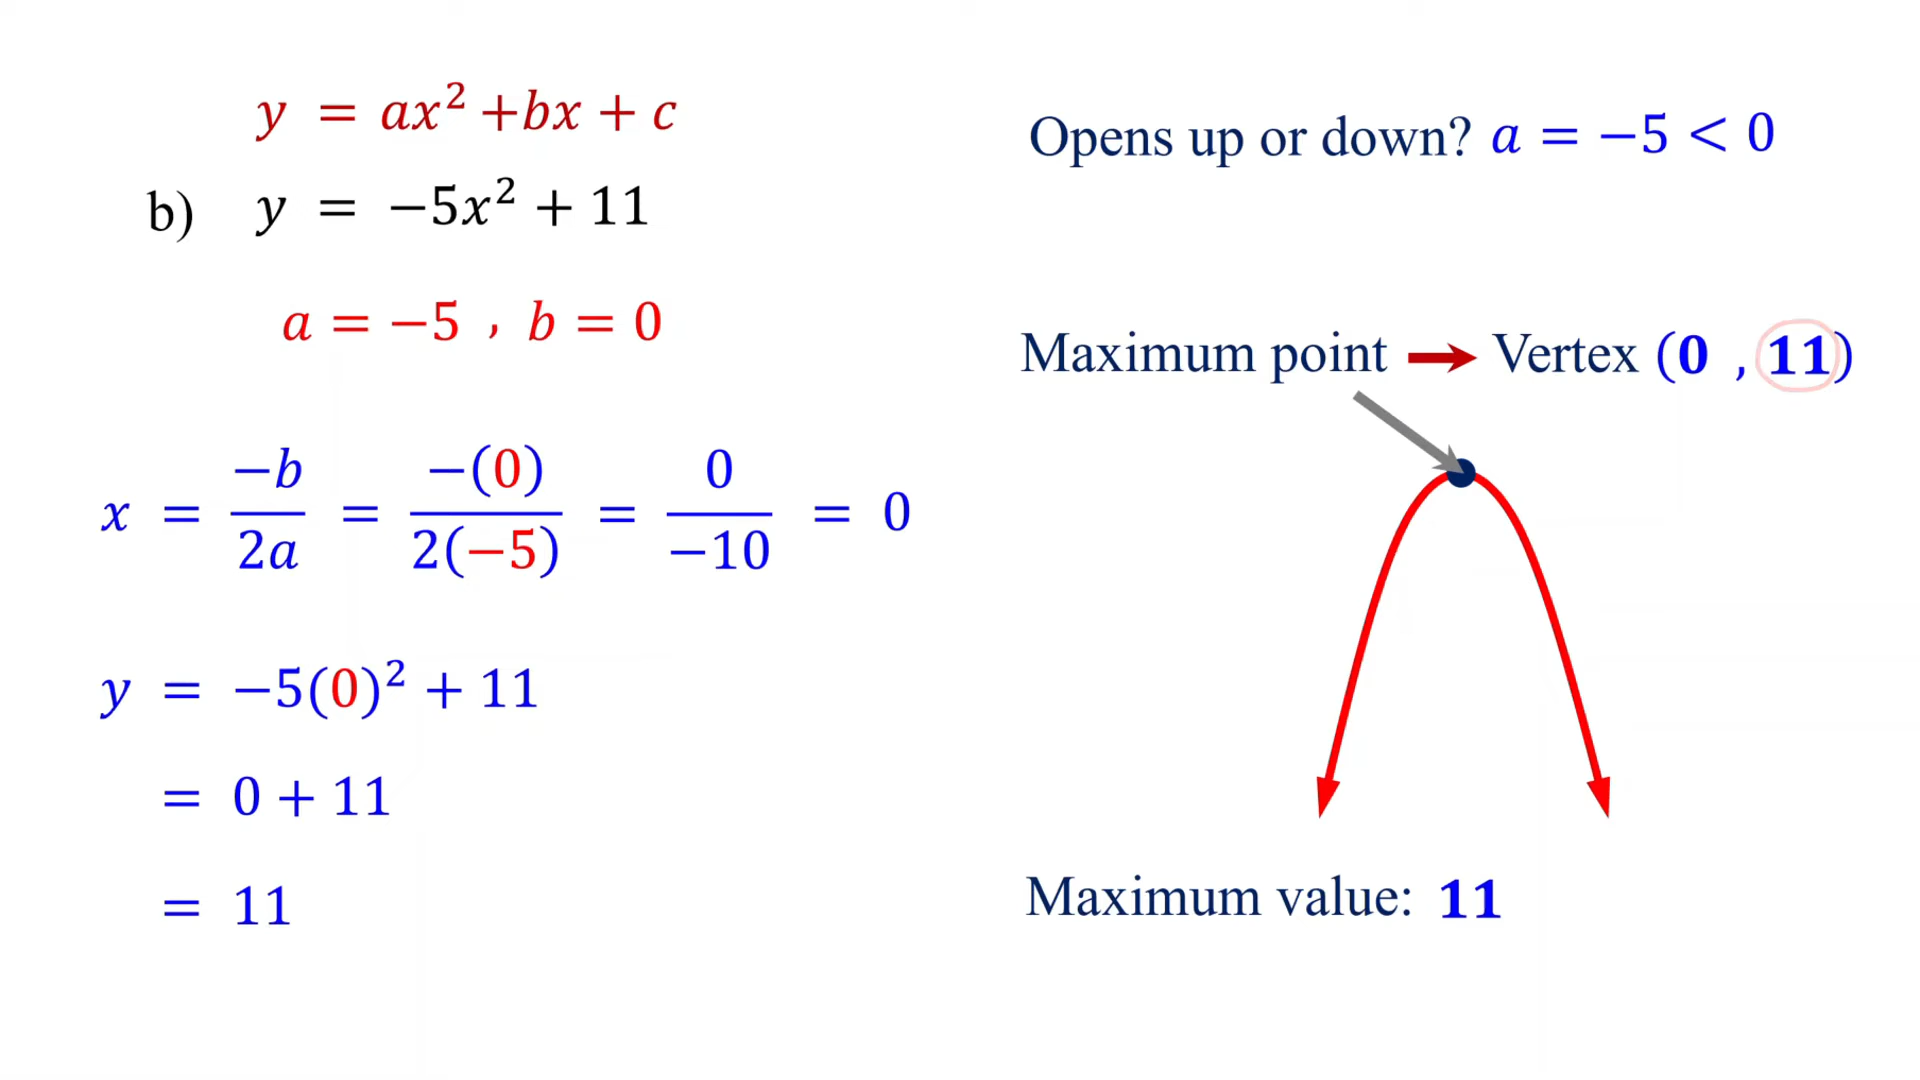 y = ax² +bx + c
b) y = −5x² + 11
a = −5 , b = 0
x = −b/2a = −(0)/2(−5) = 0/−10 = 0
y = −5(0)² + 11
= 0 + 11
= 11
Opens up or down? a = −5 < 0
Maximum point → Vertex (0 , 11)
Maximum value: 11